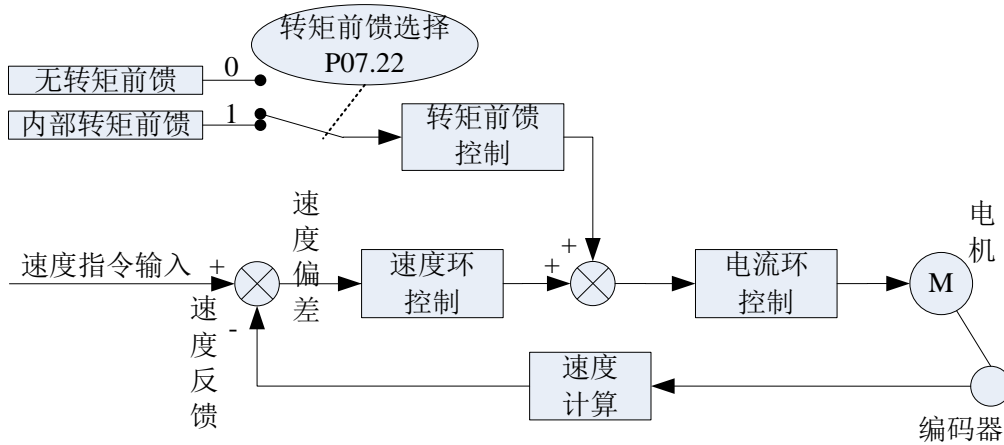 转矩前馈选择
P07.22
无转矩前馈
0
内部转矩前馈
1
转矩前馈
控制
速度指令输入
+
-
速度反馈
速度偏差
速度环
控制
+
+
电流环
控制
电机
M
速度
计算
编码器